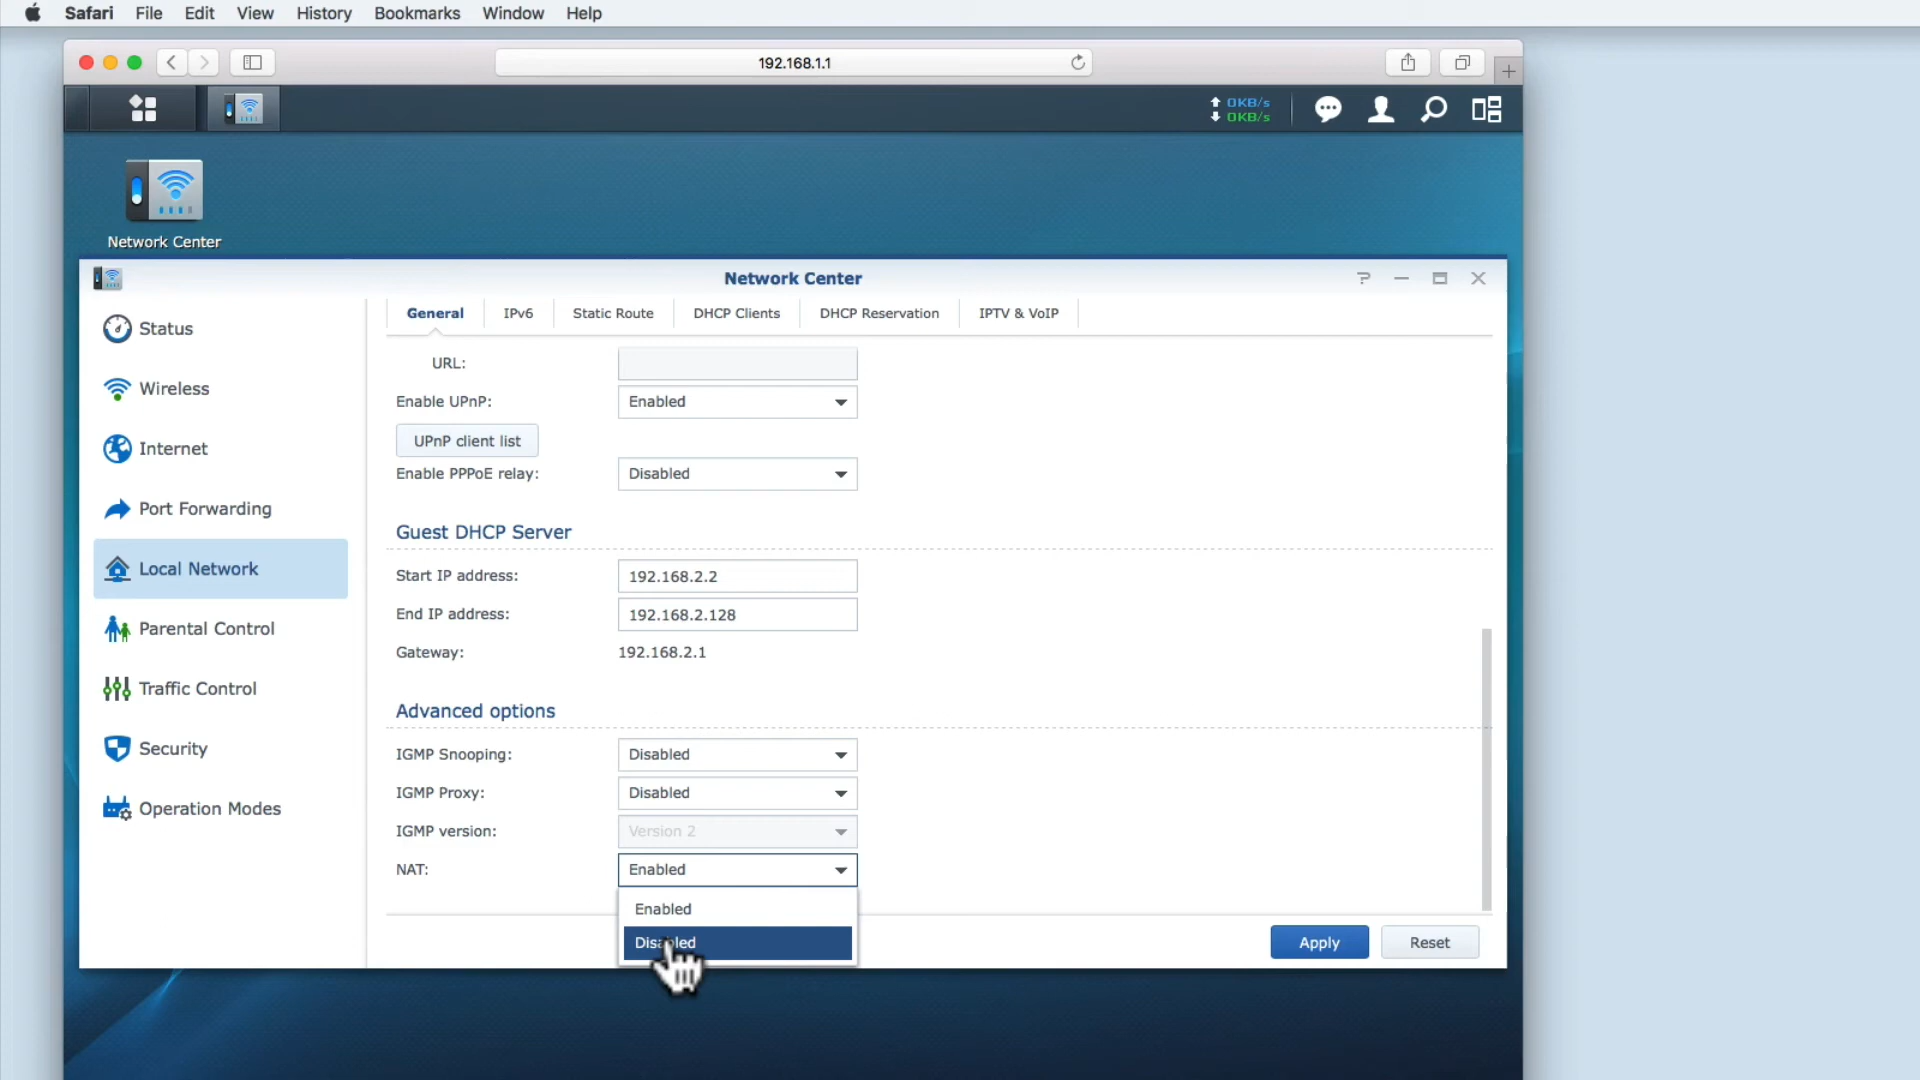 Safari File Edit View History Bookmarks Window Help
192.168.1.1
0KB/s
0KB/s
Network Center
Network Center
Status
Wireless
Internet
Port Forwarding
Local Network
Parental Control
Traffic Control
Security
Operation Modes
General IPv6 Static Route DHCP Clients DHCP Reservation IPTV & VoIP
URL:
Enable UPnP: Enabled
UPnP client list
Enable PPPoE relay: Disabled
Guest DHCP Server
Start IP address: 192.168.2.2
End IP address: 192.168.2.128
Gateway: 192.168.2.1
Advanced options
IGMP Snooping: Disabled
IGMP Proxy: Disabled
IGMP version: Version 2
NAT: Enabled
Enabled
Disabled
Apply Reset